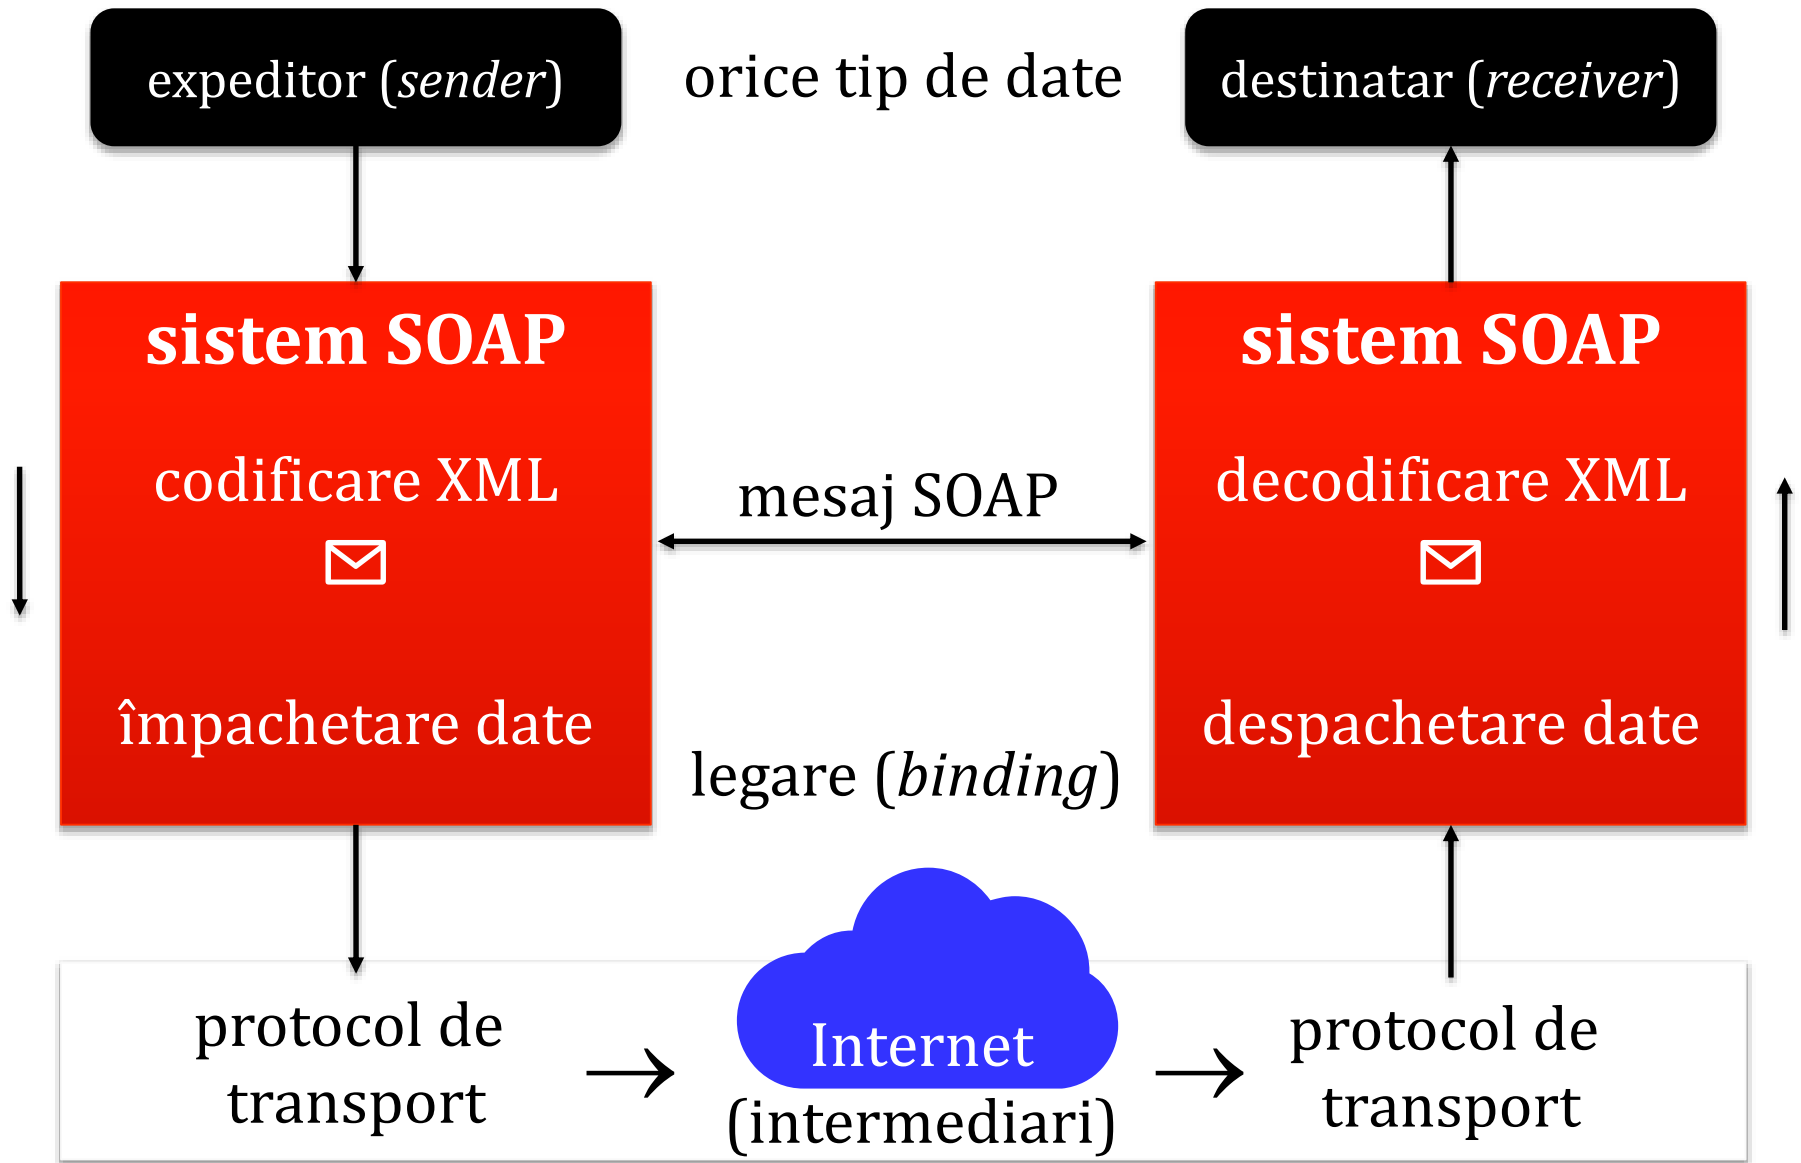 expeditor (sender)
orice tip de date
destinatar (receiver)
sistem SOAP
codificare XML
împachetare date
mesaj SOAP
legare (binding)
sistem SOAP
decodificare XML
despachetare date
protocol de
transport
Internet
(intermediari)
protocol de
transport